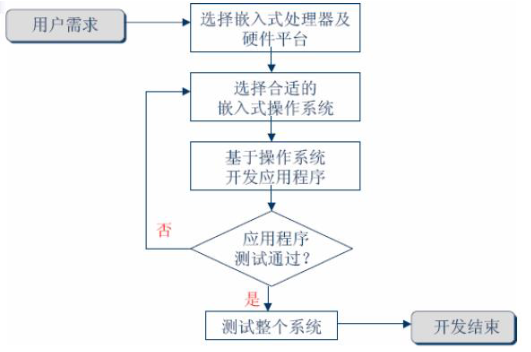 用户需求
选择嵌入式处理器及
硬件平台
选择合适的
嵌入式操作系统
基于操作系统
开发应用程序
否
应用程序
测试通过?
是
测试整个系统
开发结束